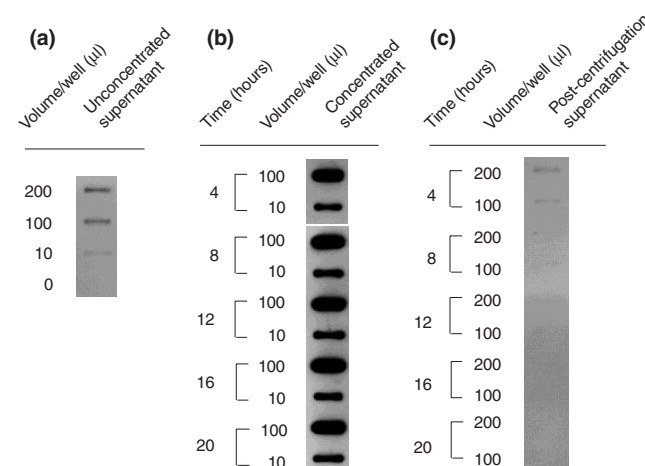 (a)
Volume/well (µl)
Unconcentrated
supernatant
200
100
10
0
(b)
Time (hours)
Volume/well (µl)
Concentrated
supernatant
4
100
10
8
100
10
12
100
10
16
100
10
20
100
10
(c)
Time (hours)
Volume/well (µl)
Post-centrifugation
supernatant
4
200
100
8
200
100
12
200
100
16
200
100
20
200
100